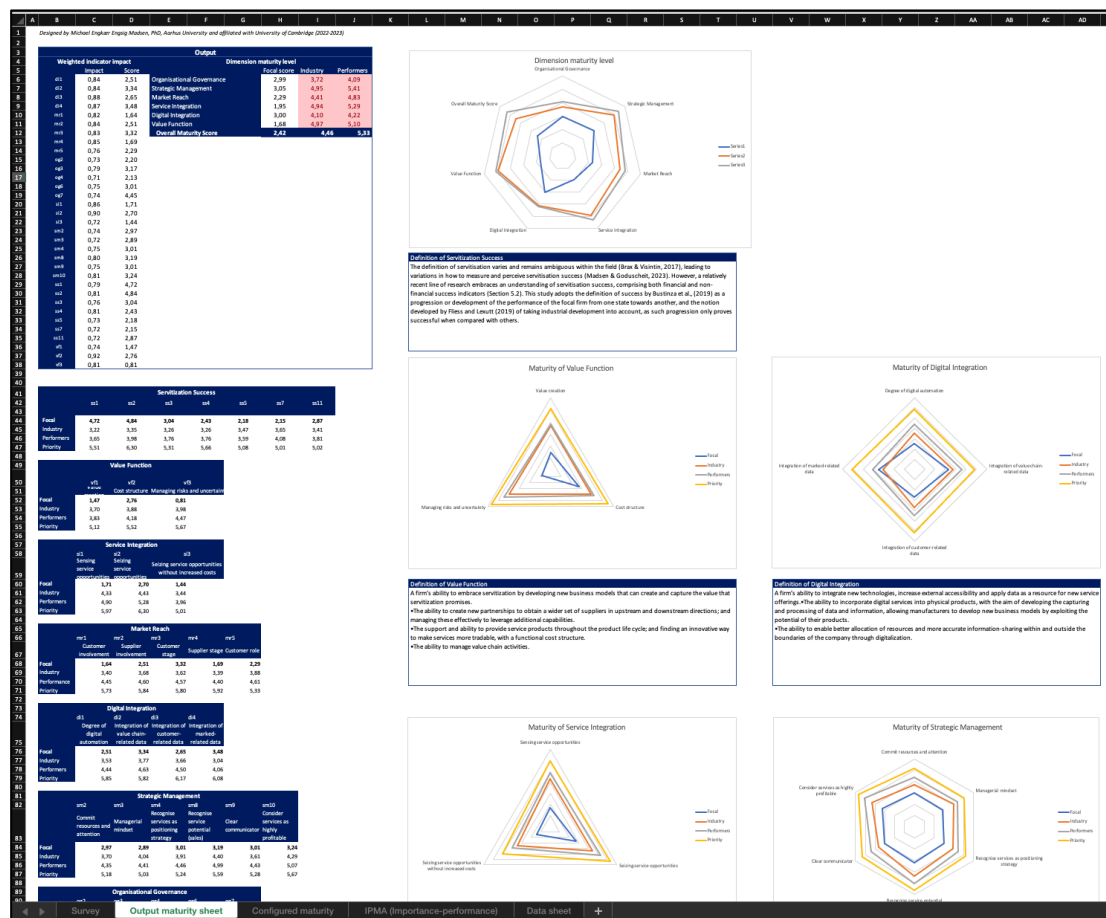 A B C D E F G H I J K L M N O P Q R S T U V W X Y Z AA AB AC AD
1 Designed by Michael Engkær Engsig Madsen, PhD, Aarhus University and affiliated with University of Cambridge (2022-2023)
Output
Weighted indicator impact Dimension maturity level
Impact Score Focal score Industry Performers
di1 0,84 2,51 Organisational Governance 2,99 3,72 4,09
di2 0,84 3,34 Strategic Management 3,05 4,95 5,41
di3 0,88 2,65 Market Reach 2,29 4,41 4,83
di4 0,87 3,48 Service Integration 1,95 4,94 5,29
mr1 0,82 1,64 Digital Integration 3,00 4,10 4,22
mr2 0,84 2,51 Value Function 1,68 4,97 5,10
mr3 0,83 3,32 Overall Maturity Score 2,42 4,46 5,33
mr4 0,85 1,69
mr5 0,76 2,29
og2 0,73 2,20
og3 0,79 3,17
og4 0,71 2,13
og6 0,75 3,01
og7 0,74 4,45
si1 0,86 1,71
si2 0,90 2,70
si3 0,72 1,44
sm2 0,74 2,97
sm3 0,72 2,89
sm4 0,75 3,01
sm8 0,80 3,19
sm9 0,75 3,01
sm10 0,81 3,24
ss1 0,79 4,72
ss2 0,81 4,84
ss3 0,76 3,04
ss4 0,81 2,43
ss5 0,73 2,18
ss7 0,72 2,15
ss11 0,72 2,87
vf1 0,74 1,47
vf2 0,92 2,76
vf3 0,81 0,81
Servitization Success
ss1 ss2 ss3 ss4 ss5 ss7 ss11
Focal 4,72 4,84 3,04 2,43 2,18 2,15 2,87
Industry 3,22 3,35 3,26 3,26 3,47 3,65 3,41
Performers 3,65 3,98 3,76 3,76 3,59 4,08 3,81
Priority 5,51 6,30 5,31 5,66 5,08 5,01 5,02
Value Function
vf1 vf2 vf3
Cost structure Managing risks and uncertain
Focal 1,47 2,76 0,81
Industry 3,70 3,88 3,98
Performers 3,83 4,18 4,47
Priority 5,12 5,52 5,67
Service Integration
si1 si2 si3
Sensing service opportunities Seizing service opportunities Seizing service opportunities without increased costs
Focal 1,71 2,70 1,44
Industry 4,33 4,43 3,44
Performers 4,90 5,28 3,96
Priority 5,97 6,30 5,01
Market Reach
mr1 mr2 mr3 mr4 mr5
Customer involvement Supplier involvement Customer stage Supplier stage Customer role
Focal 1,64 2,51 3,32 1,69 2,29
Industry 3,40 3,68 3,62 3,39 3,88
Performance 4,45 4,60 4,57 4,40 4,61
Priority 5,73 5,84 5,80 5,92 5,33
Digital Integration
di1 di2 di3 di4
Degree of digital automation Integration of value chain-related data Integration of customer-related data Integration of marked-related data
Focal 2,51 3,34 2,65 3,48
Industry 3,53 3,77 3,66 3,04
Performers 4,44 4,63 4,50 4,06
Priority 5,85 5,82 6,17 6,08
Strategic Management
sm2 sm3 sm4 sm8 sm9 sm10
Commit resources and attention Managerial mindset Recognise services as positioning strategy Recognise service potential (sales) Clear communicator Consider services as highly profitable
Focal 2,97 2,89 3,01 3,19 3,01 3,24
Industry 3,70 4,04 3,91 4,40 3,61 4,29
Performers 4,35 4,41 4,46 4,99 4,43 5,07
Priority 5,18 5,03 5,24 5,59 5,28 5,67
Organisational Governance
Dimension maturity level
Organisational Governance
Overall Maturity Score
Strategic Management
Value Function
Market Reach
Digital Integration
Service Integration
Series1
Series2
Series3
Definition of Servitization Success
The definition of servitisation varies and remains ambiguous within the field (Brax & Visintin, 2017), leading to
variations in how to measure and perceive servitisation success (Madsen & Goduscheit, 2023). However, a relatively
recent line of research embraces an understanding of servitisation success, comprising both financial and non-
financial success indicators (Section 5.2). This study adopts the definition of success by Bustinza et al., (2019) as a
progression or development of the performance of the focal firm from one state towards another, and the notion
developed by Fliess and Lexutt (2019) of taking industrial development into account, as such progression only proves
successful when compared with others.
Maturity of Value Function
Value creation
Managing risks and uncertainty
Cost structure
Focal
Industry
Performers
Priority
Maturity of Digital Integration
Degree of digital automation
Integration of marked-related
data
Integration of value chain-
related data
Integration of customer-related
data
Focal
Industry
Performers
Priority
Definition of Value Function
A firm's ability to embrace servitization by developing new business models that can create and capture the value that
servitization promises.
•The ability to create new partnerships to obtain a wider set of suppliers in upstream and downstream directions; and
managing these effectively to leverage additional capabilities.
•The support and ability to provide service products throughout the product life cycle; and finding an innovative way
to make services more tradable, with a functional cost structure.
•The ability to manage value chain activities.
Definition of Digital Integration
A firm's ability to integrate new technologies, increase external accessibility and apply data as a resource for new service
offerings.•The ability to incorporate digital services into physical products, with the aim of developing the capturing
and processing of data and information, allowing manufacturers to develop new business models by exploiting the
potential of their products.
•The ability to enable better allocation of resources and more accurate information-sharing within and outside the
boundaries of the company through digitalization.
Maturity of Service Integration
Sensing service opportunities
Seizing service opportunities
without increased costs
Seizing service opportunities
Focal
Industry
Performers
Priority
Maturity of Strategic Management
Commit resources and attention
Consider services as highly
profitable
Managerial mindset
Clear communicator
Recognise services as positioning
strategy
Recognise service potential
Focal
Industry
Performers
Priority
Survey Output maturity sheet Configured maturity IPMA (Importance-performance) Data sheet +